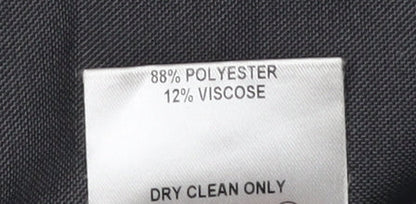 88% POLYESTER
12% VISCOSE
DRY CLEAN ONLY